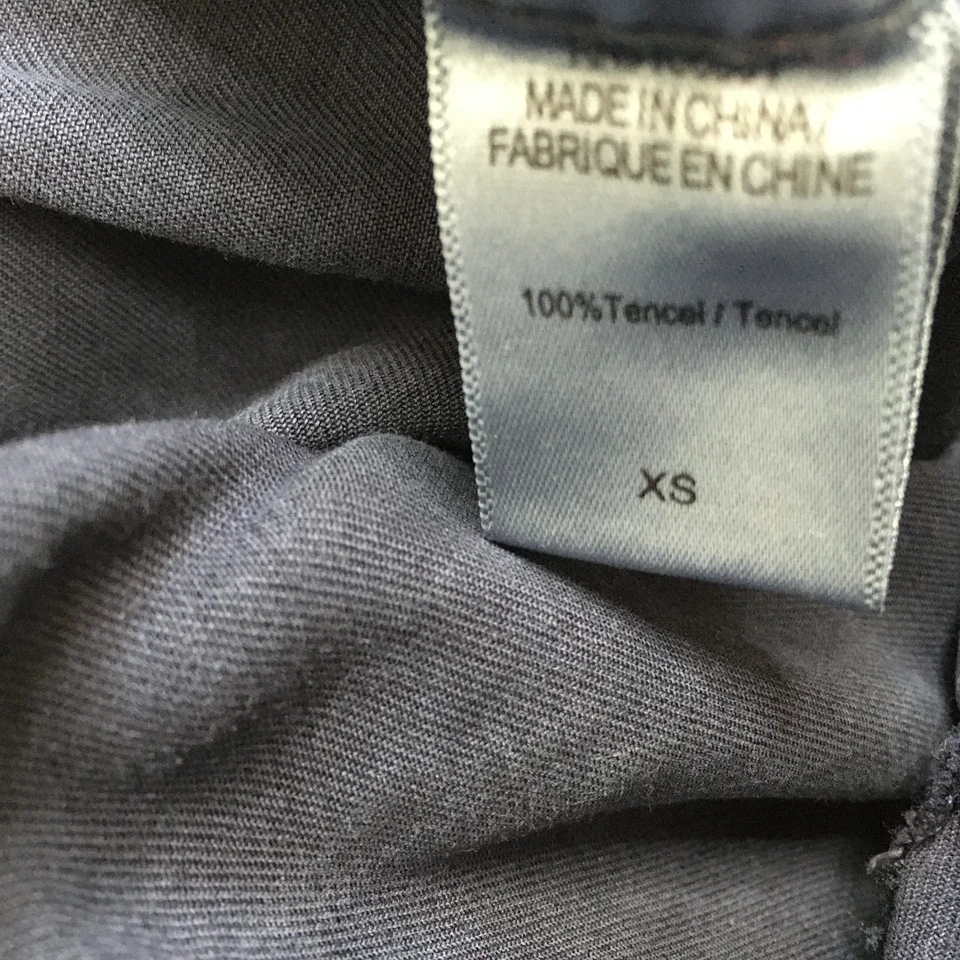 MADE IN CHINA/
FABRIQUE EN CHINE
100%Tencel / Tencel
XS